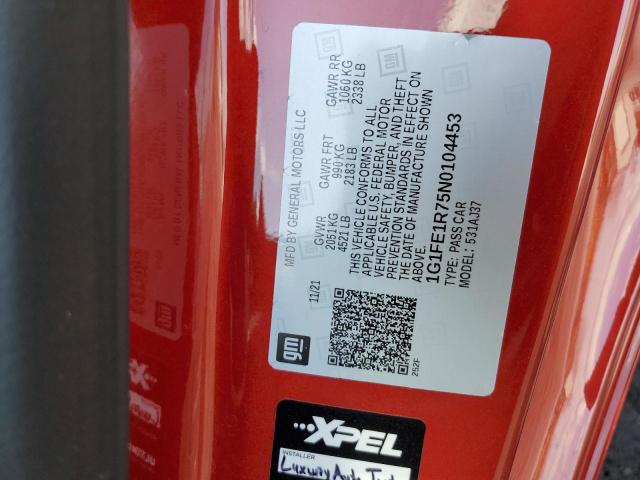 MFD BY GENERAL MOTORS LLC
11/21
GVWR
2051 KG
4521 LB
GAWR FRT
990 KG
2183 LB
GAWR RR
1060 KG
2338 LB
THIS VEHICLE CONFORMS TO ALL
APPLICABLE U.S. FEDERAL MOTOR
VEHICLE SAFETY, BUMPER, AND THEFT
PREVENTION STANDARDS IN EFFECT ON
THE DATE OF MANUFACTURE SHOWN
ABOVE.
1G1FE1R75N0104453
TYPE: PASS CAR
MODEL: 531AJ37
gm
252F
XPEL
INSTALLER
Luxury Auto